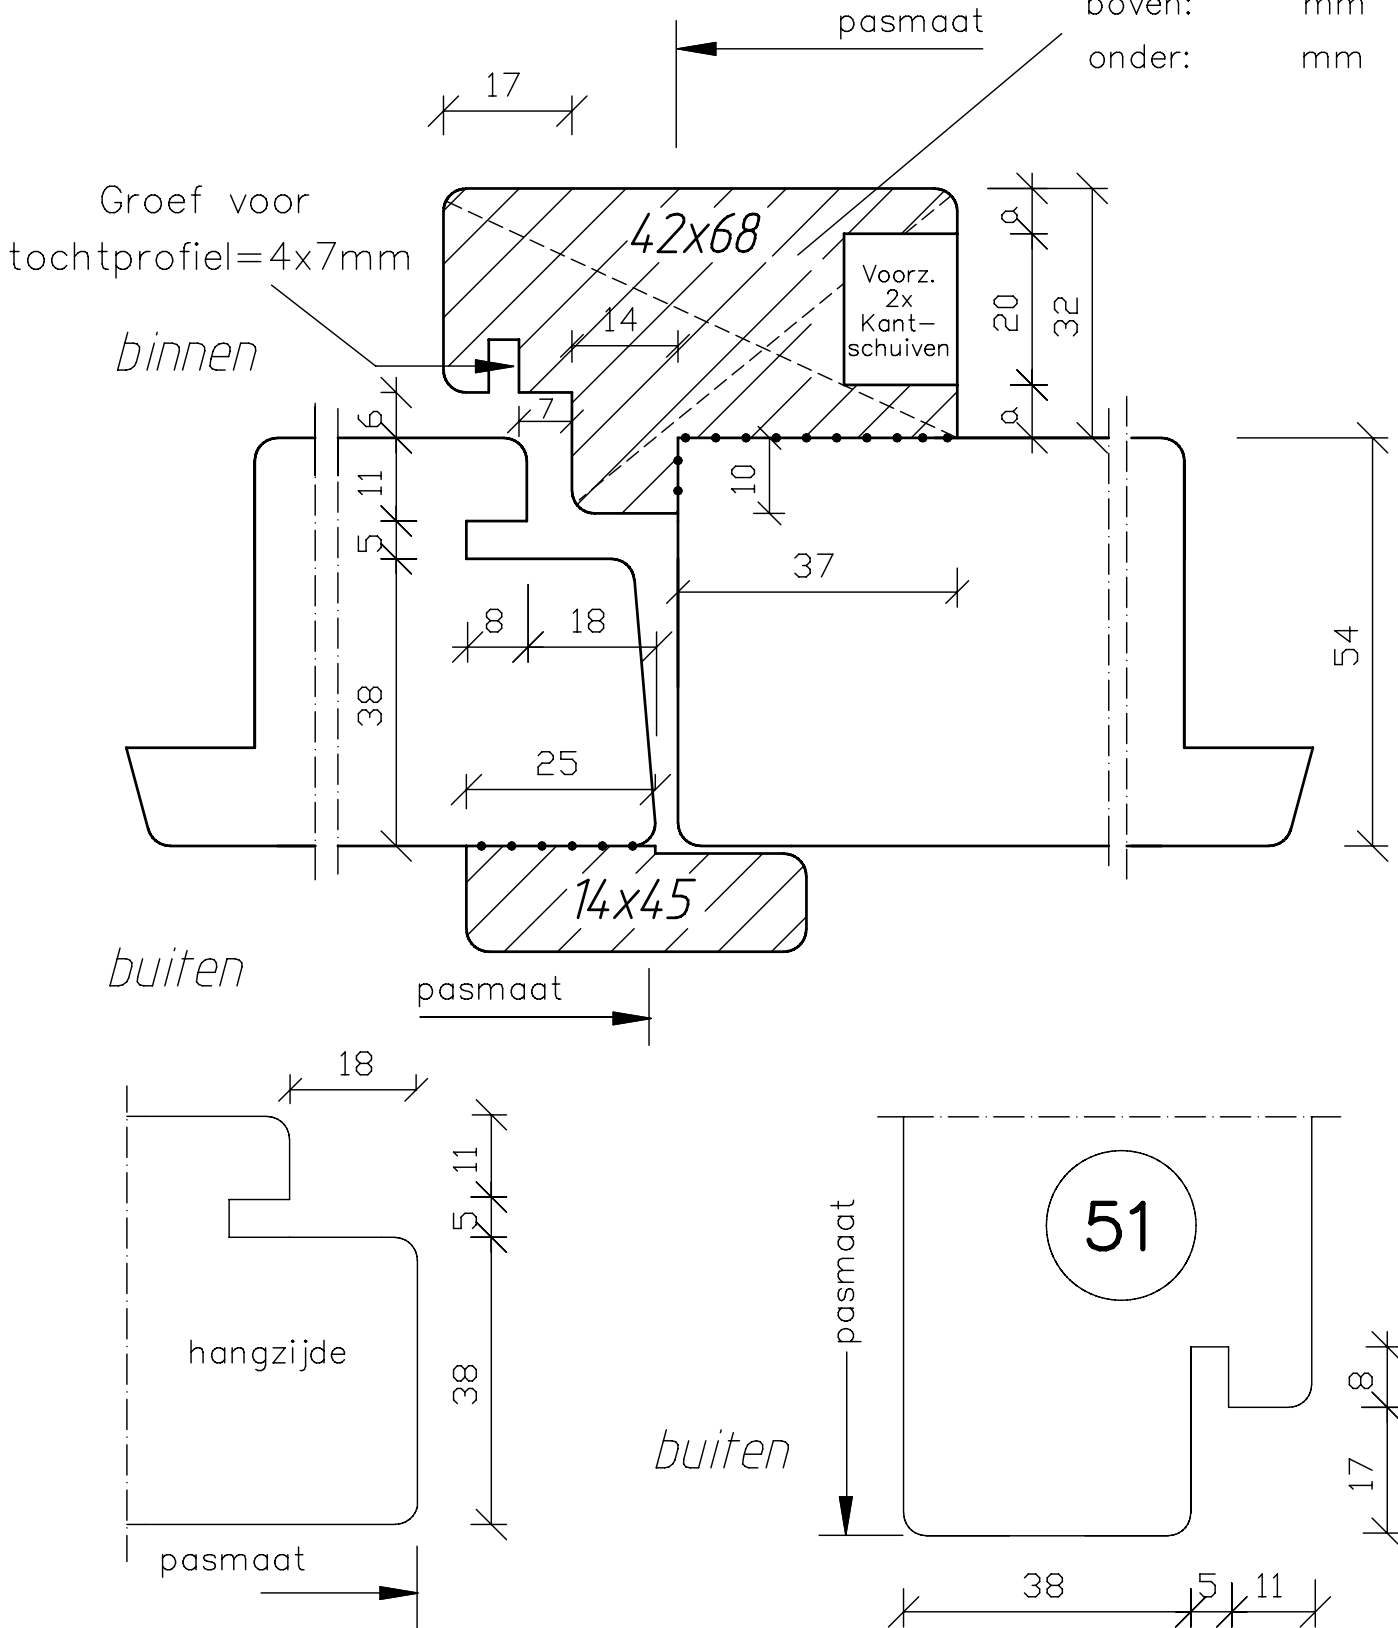 boven: mm
pasmaat
onder: mm
17
Groef voor
tochtprofiel=4x7mm
42x68
a
Voorz.
2x
Kant-
schuiven
20
32
14
binnen
7
6
a
11
10
5
37
8
18
54
38
25
14x45
buiten
pasmaat
18
11
5
51
pasmaat
hangzijde
38
8
buiten
17
pasmaat
38
5
11